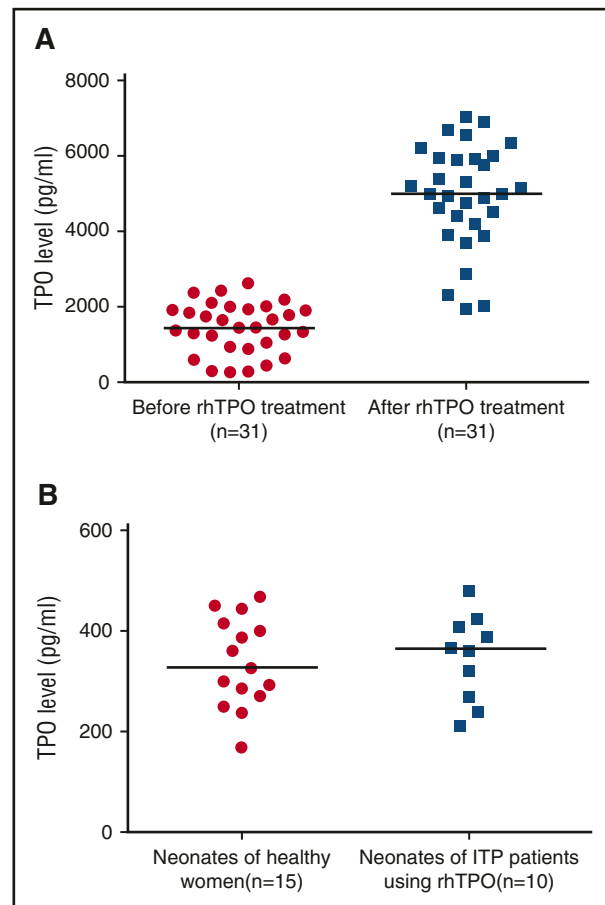 A
8000
6000
4000
2000
0
TPO level (pg/ml)
Before rhTPO treatment
(n=31)
After rhTPO treatment
(n=31)
B
600
400
200
0
TPO level (pg/ml)
Neonates of healthy
women(n=15)
Neonates of ITP patients
using rhTPO(n=10)